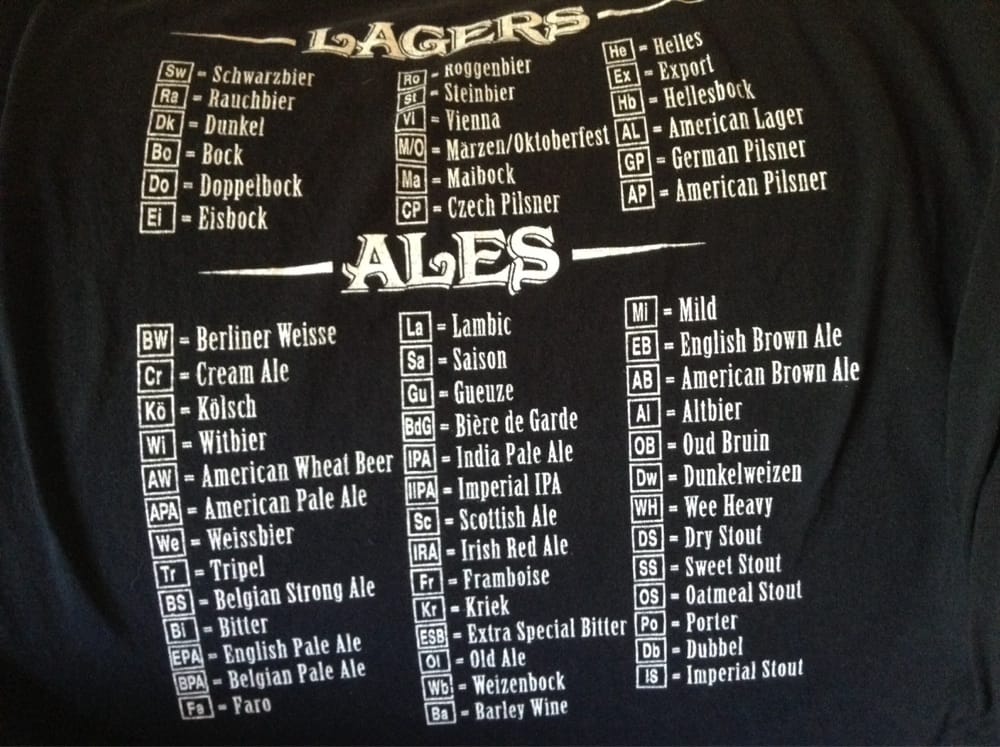 LAGERS
Sw = Schwarzbier
Ra = Rauchbier
Dk = Dunkel
Bo = Bock
Do = Doppelbock
Ei = Eisbock
Ro = Roggenbier
St = Steinbier
Vi = Vienna
M/O = Märzen/Oktoberfest
Ma = Maibock
CP = Czech Pilsner
He = Helles
Ex = Export
Hb = Hellesbock
AL = American Lager
GP = German Pilsner
AP = American Pilsner
ALES
BW = Berliner Weisse
Cr = Cream Ale
Kö = Kölsch
Wi = Witbier
AW = American Wheat Beer
APA = American Pale Ale
We = Weissbier
Tr = Tripel
BS = Belgian Strong Ale
Bi = Bitter
EPA = English Pale Ale
BPA = Belgian Pale Ale
Fa = Faro
La = Lambic
Sa = Saison
Gu = Gueuze
BdG = Bière de Garde
IPA = India Pale Ale
IIPA = Imperial IPA
Sc = Scottish Ale
IRA = Irish Red Ale
Fr = Framboise
Kr = Kriek
ESB = Extra Special Bitter
Ol = Old Ale
Wb = Weizenbock
Ba = Barley Wine
Mi = Mild
EB = English Brown Ale
AB = American Brown Ale
Al = Altbier
OB = Oud Bruin
Dw = Dunkelweizen
WH = Wee Heavy
DS = Dry Stout
SS = Sweet Stout
OS = Oatmeal Stout
Po = Porter
Db = Dubbel
IS = Imperial Stout